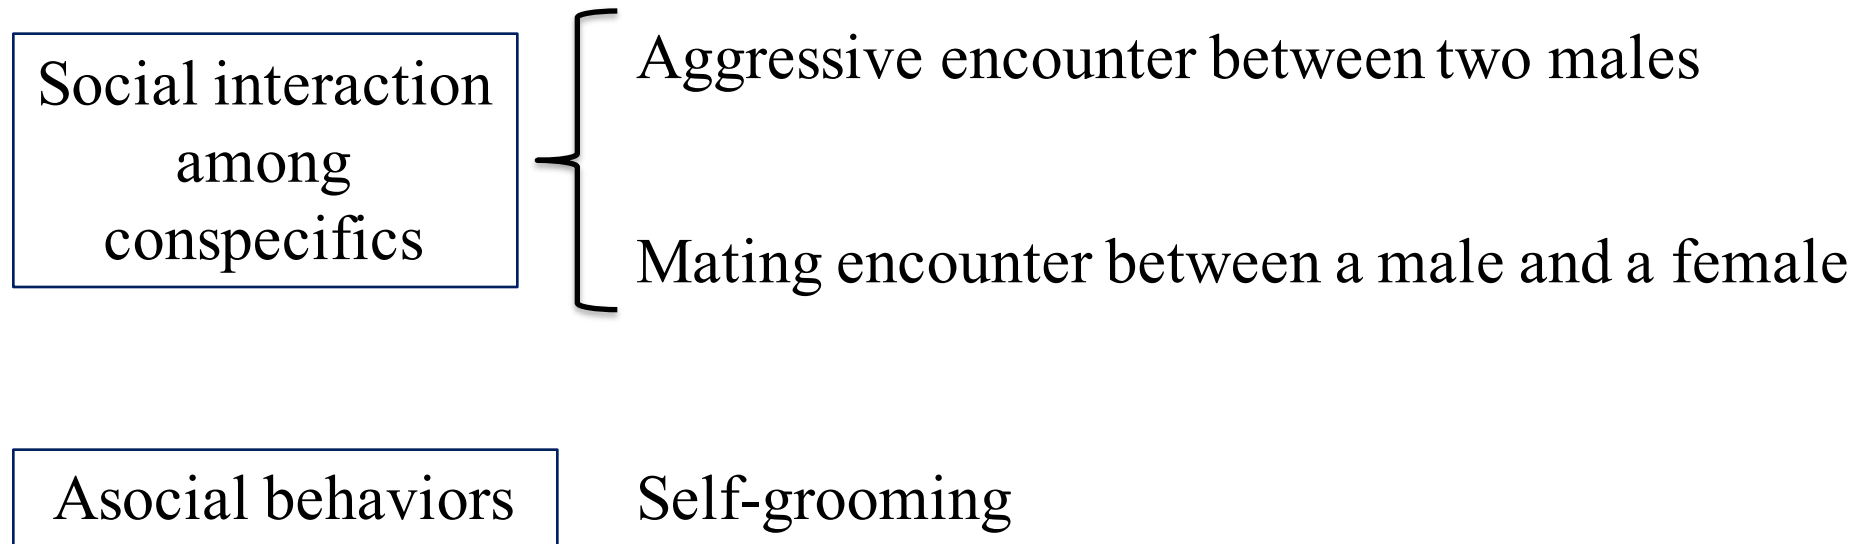 Social interaction
among
conspecifics
Aggressive encounter between two males
Mating encounter between a male and a female
Asocial behaviors
Self-grooming